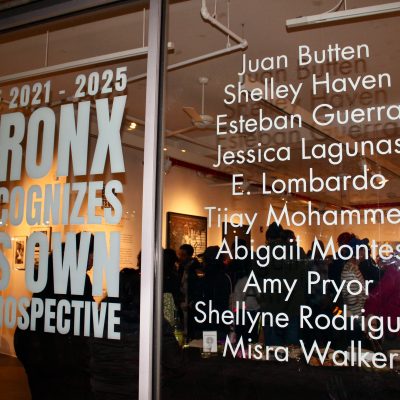 2021 - 2025
RONX
COGNIZES
S OWN
ROSPECTIVE
Juan Butten
Shelley Haven
Esteban Guerra
Jessica Lagunas
E. Lombardo
Tijay Mohamme
Abigail Montes
Amy Pryor
Shellyne Rodrigu
Misra Walker